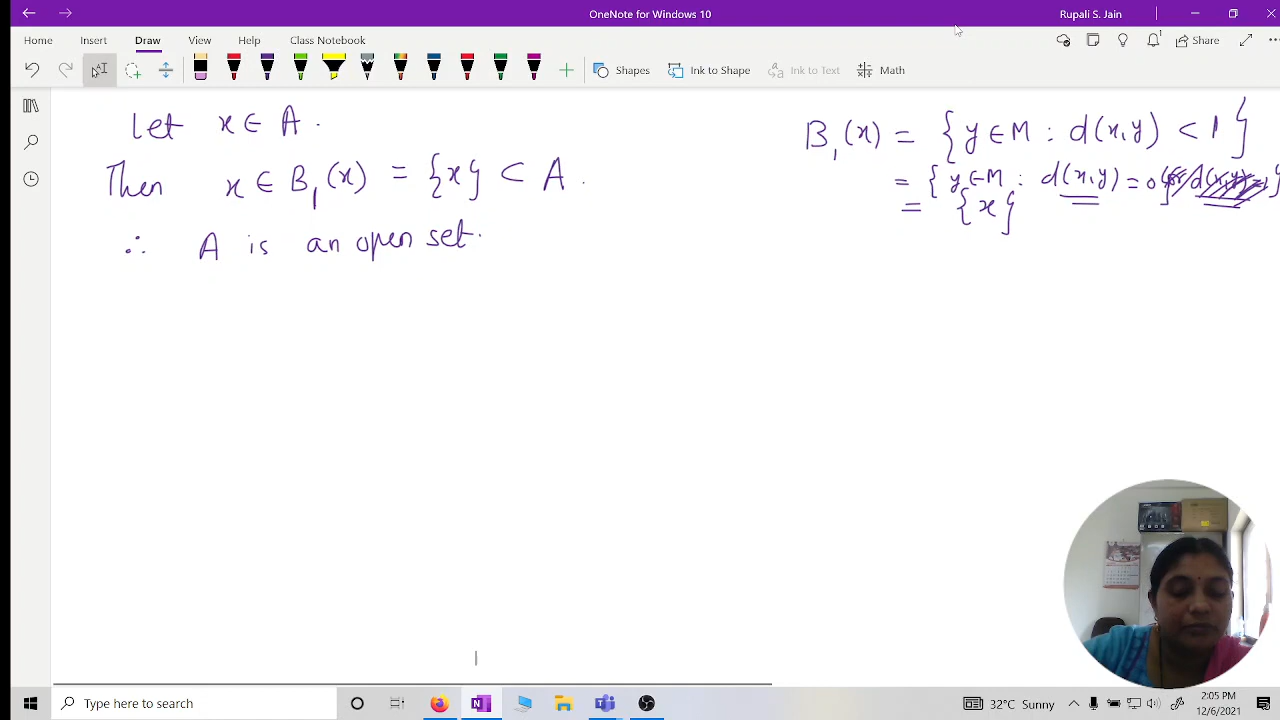 OneNote for Windows 10
Rupali S. Jain
Home Insert Draw View Help Class Notebook
Share
Shapes Ink to Shape Ink to Text Math
Let x ∈ A.
Then x ∈ B₁(x) = {x} ⊂ A.
∴ A is an open set.
B₁(x) = {y ∈ M : d(x,y) < 1}
= {y ∈ M : d(x,y) = 0}
= {x}
Type here to search
32°C Sunny
2:05 PM
12/6/2021